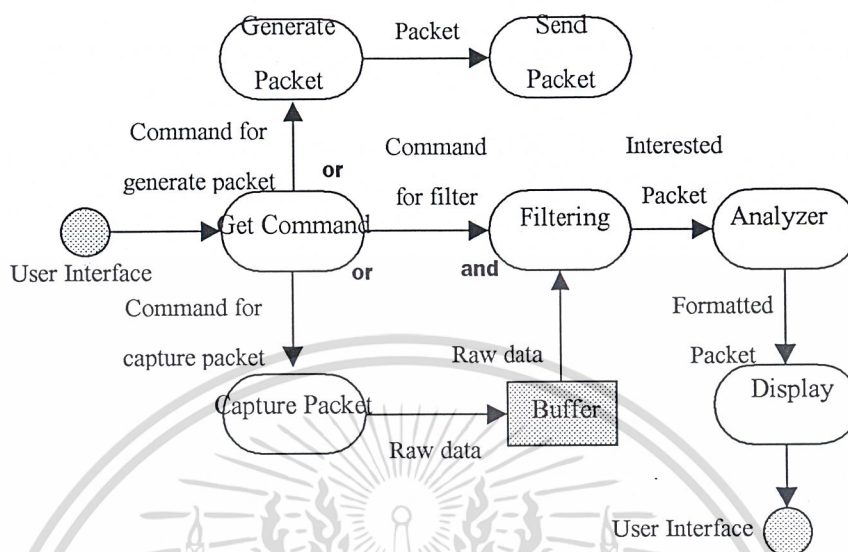 Generate
Packet
Packet
Send
Packet
Command for
generate packet
or
Command
for filter
Interested
Packet
User Interface
Get Command
or
and
Filtering
Analyzer
Command for
capture packet
Raw data
Formatted
Packet
Capture Packet
Raw data
Buffer
Display
User Interface